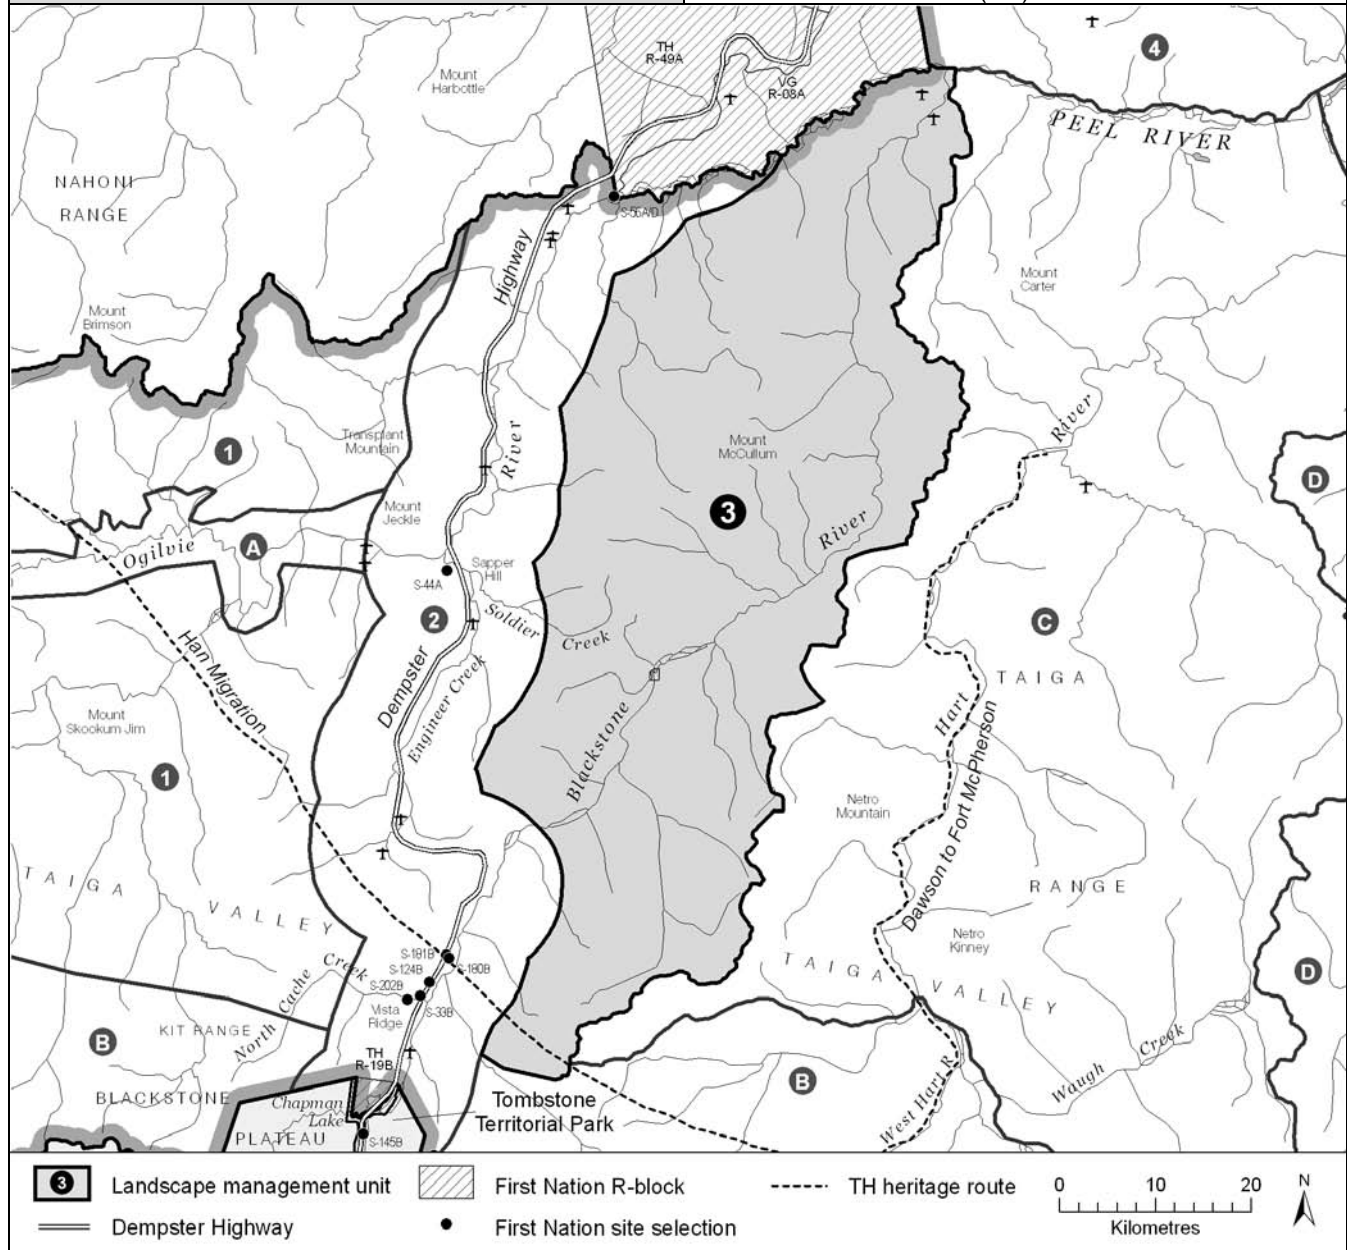 TH
R-49A
VG
R-08A
4
Mount
Harbottle
PEEL RIVER
NAHONI
RANGE
S-56A/D
Highway
Mount
Carter
Mount
Brimson
River
Transplant
Mountain
1
River
Mount
McCullum
D
Mount
Jeckle
3
River
Ogilvie
A
Sapper
Hill
S-44A
2
Soldier
Creek
C
Han Migration
Dempster
Engineer Creek
TAIGA
Mount
Skookum Jim
Hart
Blackstone
1
Dawson to Fort McPherson
Netro
Mountain
TAIGA
RANGE
VALLEY
Netro
Kinney
S-181B
S-180B
S-124B
Creek
TAIGA
D
S-202B
S-33B
Cache
VALLEY
Vista
Ridge
KIT RANGE
North
B
TH
R-19B
Creek
B
Waugh
West Hart R.
BLACKSTONE
Chapman
Lake
Tombstone
Territorial Park
PLATEAU
S-145B
3 Landscape management unit
First Nation R-block
TH heritage route
0 10 20
Kilometres
N
Dempster Highway
First Nation site selection